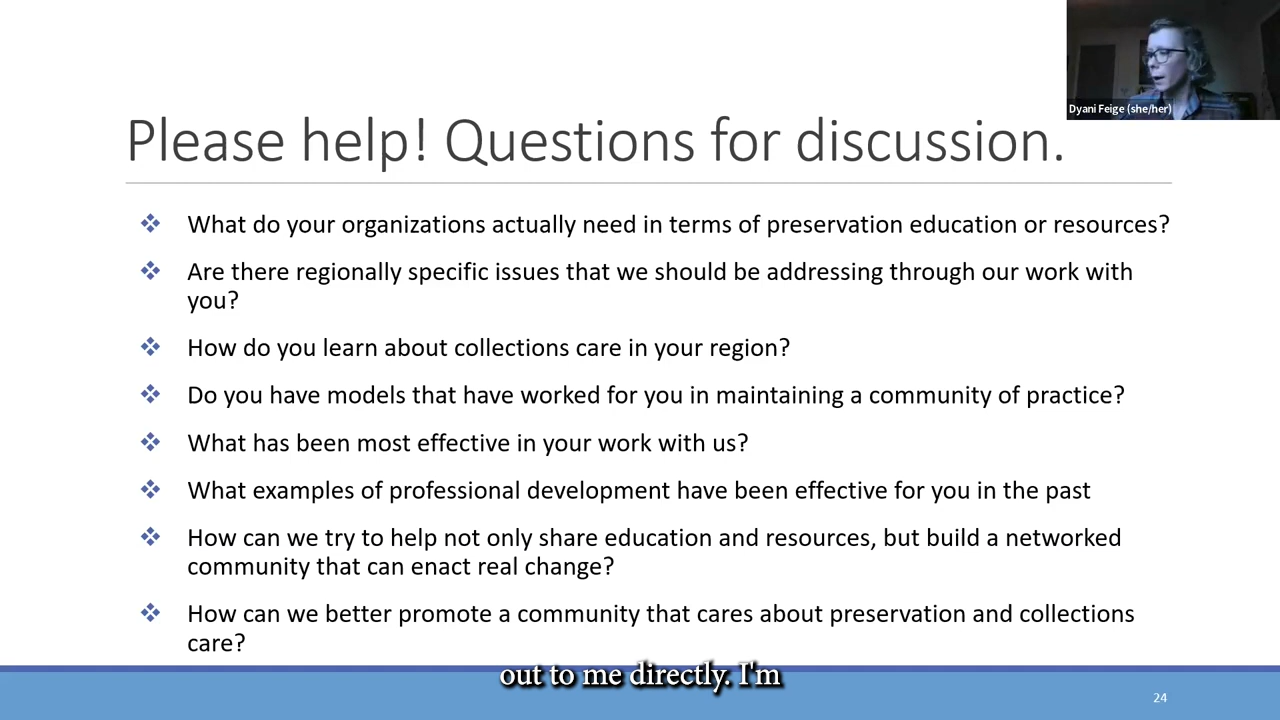 Dyani Feige (she/her)
Please help! Questions for discussion.
❖ What do your organizations actually need in terms of preservation education or resources?
❖ Are there regionally specific issues that we should be addressing through our work with
you?
❖ How do you learn about collections care in your region?
❖ Do you have models that have worked for you in maintaining a community of practice?
❖ What has been most effective in your work with us?
❖ What examples of professional development have been effective for you in the past
❖ How can we try to help not only share education and resources, but build a networked
community that can enact real change?
❖ How can we better promote a community that cares about preservation and collections
care?
out to me directly. I'm
24